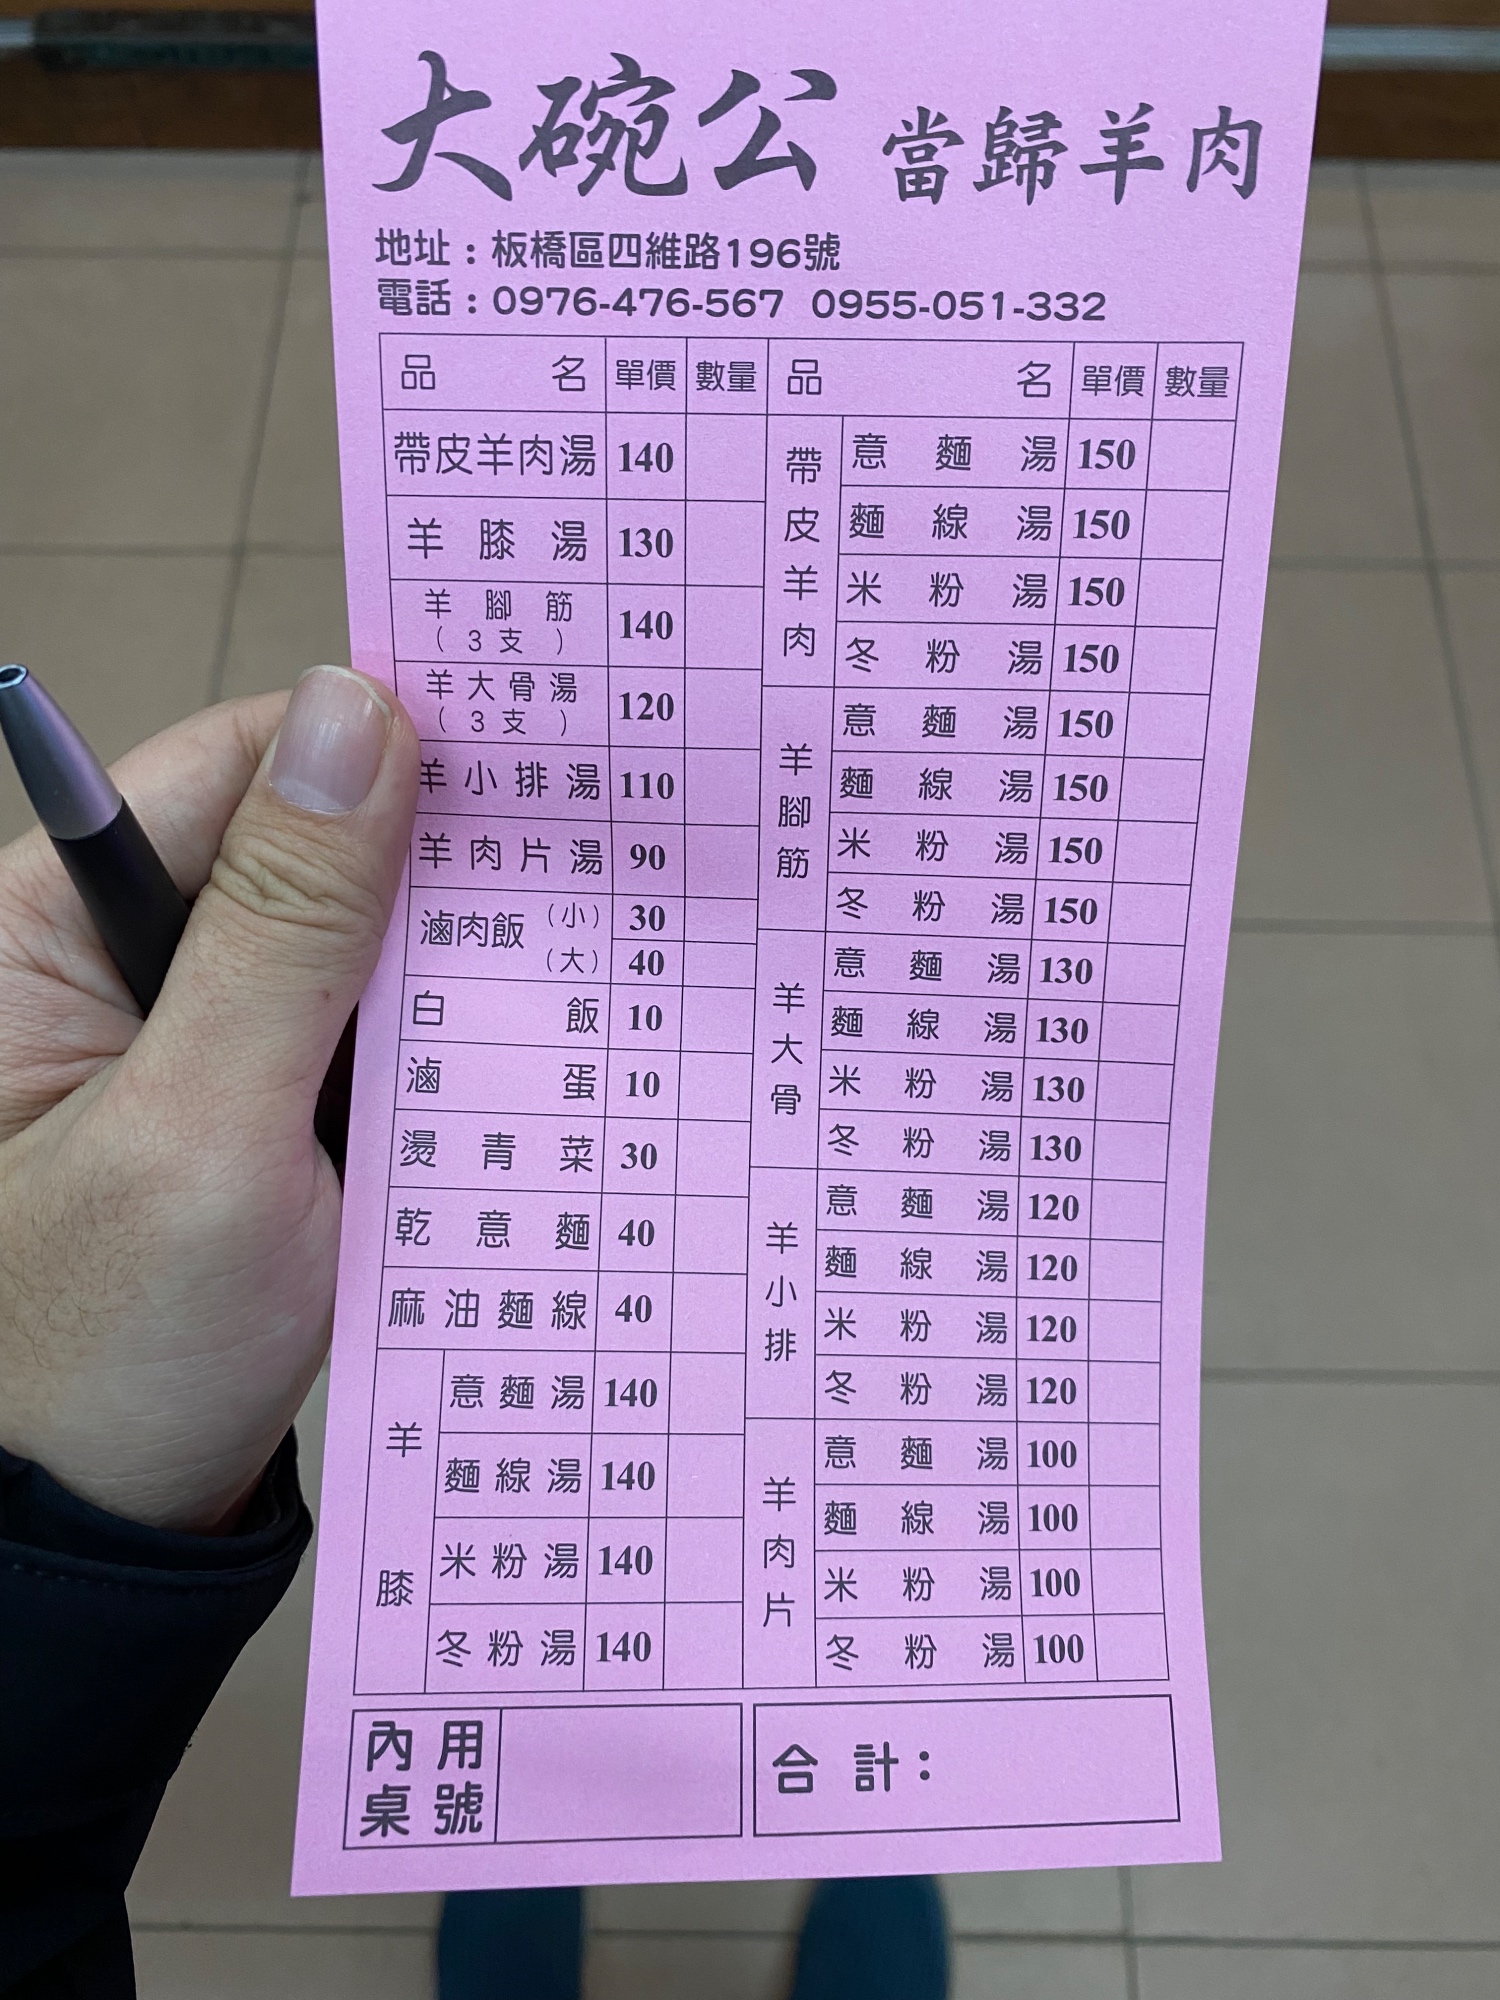 大碗公 當歸羊肉
地址：板橋區四維路196號
電話：0976-476-567 0955-051-332
品名 單價 數量
帶皮羊肉湯 140
羊膝湯 130
羊腳筋（3支） 140
羊大骨湯（3支） 120
羊小排湯 110
羊肉片湯 90
滷肉飯 （小） 30
（大） 40
白飯 10
滷蛋 10
燙青菜 30
乾意麵 40
麻油麵線 40
羊膝
意麵湯 140
麵線湯 140
米粉湯 140
冬粉湯 140
品名 單價 數量
帶皮羊肉
意麵湯 150
麵線湯 150
米粉湯 150
冬粉湯 150
羊腳筋
意麵湯 150
麵線湯 150
米粉湯 150
冬粉湯 150
羊大骨
意麵湯 130
麵線湯 130
米粉湯 130
冬粉湯 130
羊小排
意麵湯 120
麵線湯 120
米粉湯 120
冬粉湯 120
羊肉片
意麵湯 100
麵線湯 100
米粉湯 100
冬粉湯 100
內用桌號
合計：